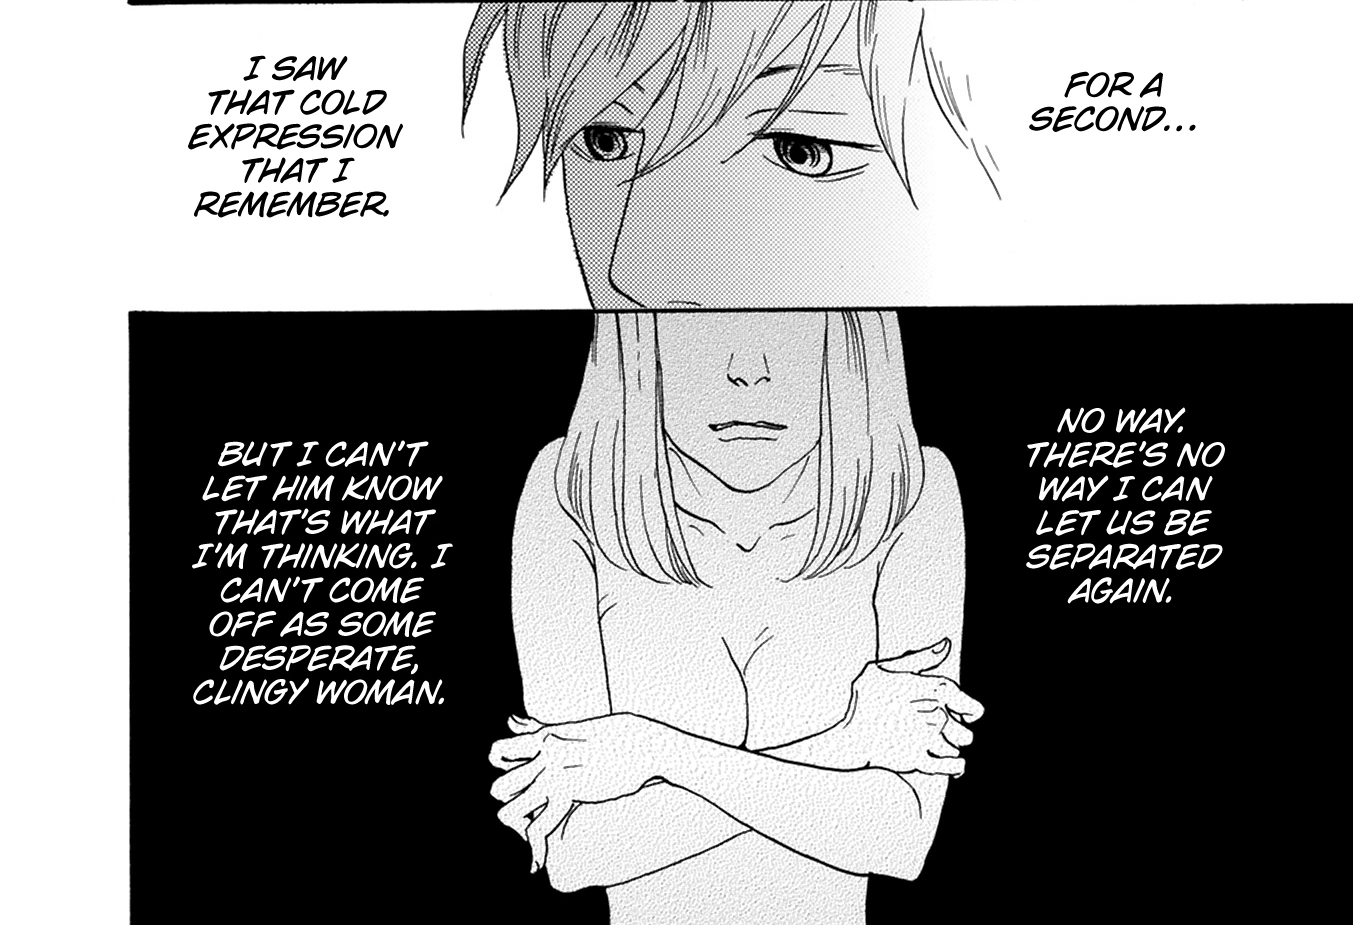 FOR A
SECOND...
I SAW
THAT COLD
EXPRESSION
THAT I
REMEMBER.
NO WAY.
THERE'S NO
WAY I CAN
LET US BE
SEPARATED
AGAIN.
BUT I CAN'T
LET HIM KNOW
THAT'S WHAT
I'M THINKING. I
CAN'T COME
OFF AS SOME
DESPERATE,
CLINGY WOMAN.